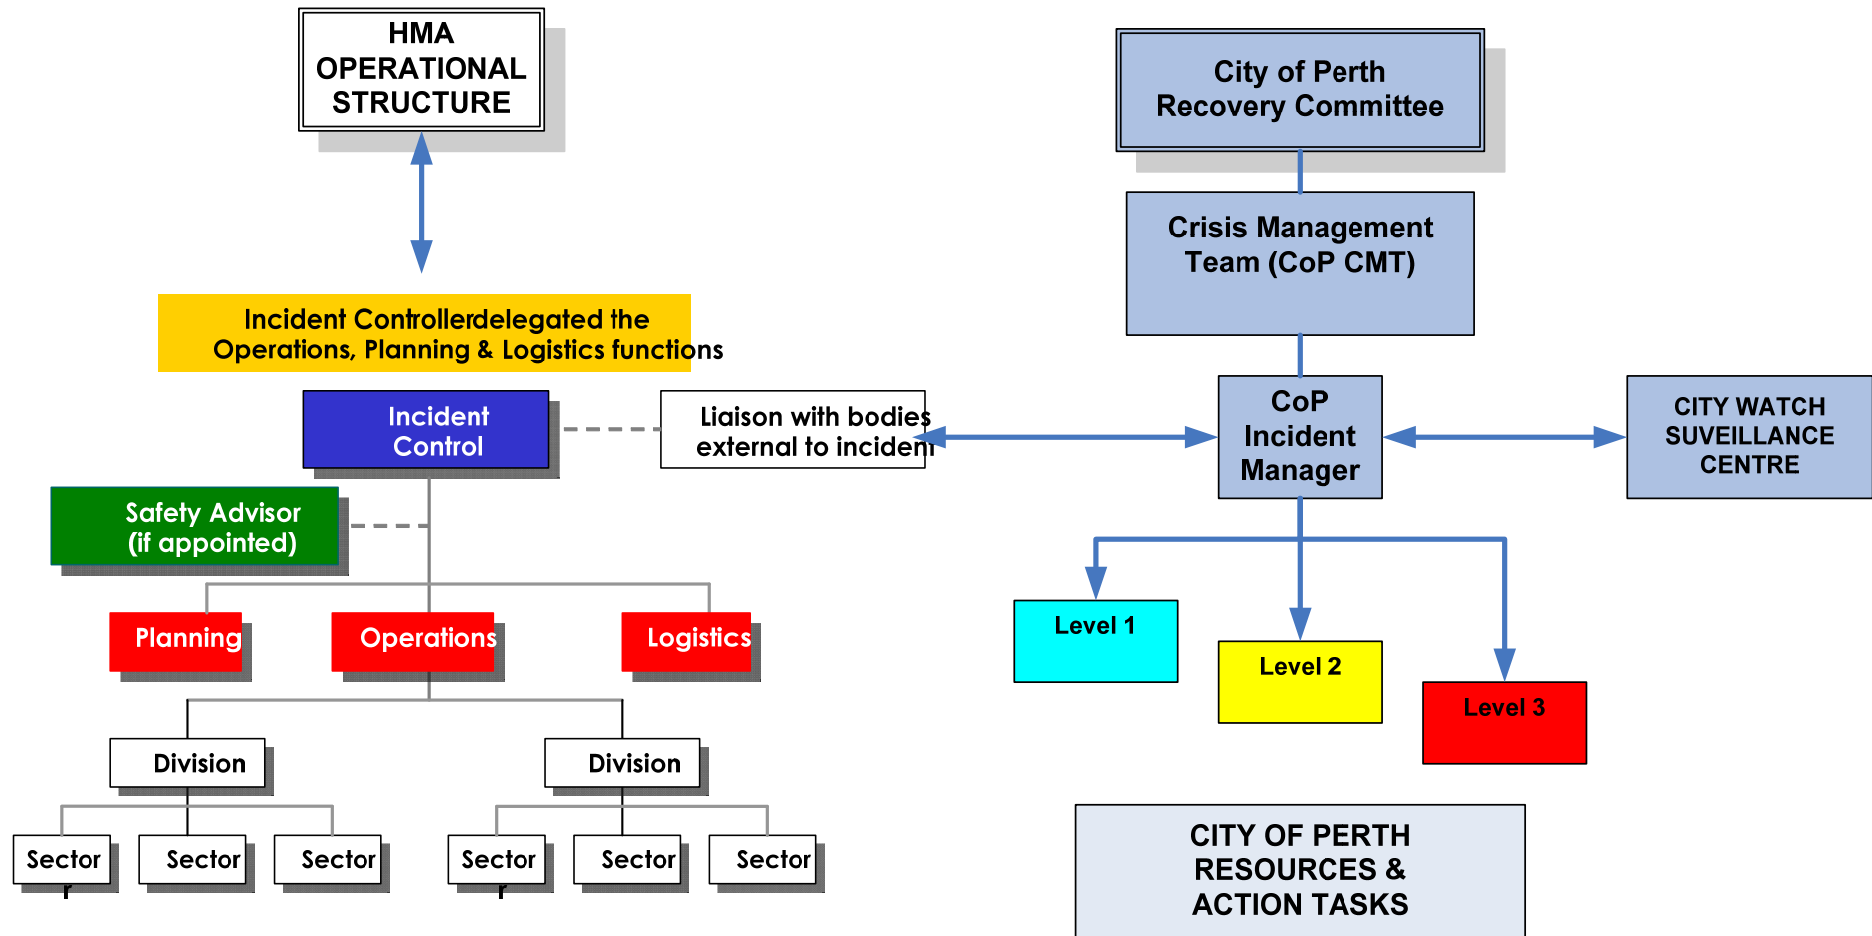 HMA
OPERATIONAL
STRUCTURE
City of Perth
Recovery Committee
Crisis Management
Team (CoP CMT)
Incident Controllerdelegated the
Operations, Planning & Logistics functions
Incident
Control
Liaison with bodies
external to incident
CoP
Incident
Manager
CITY WATCH
SUVEILLANCE
CENTRE
Safety Advisor
(if appointed)
Planning
Operations
Logistics
Level 1
Level 2
Level 3
Division
Division
Sector
r
Sector
Sector
Sector
r
Sector
Sector
CITY OF PERTH
RESOURCES &
ACTION TASKS